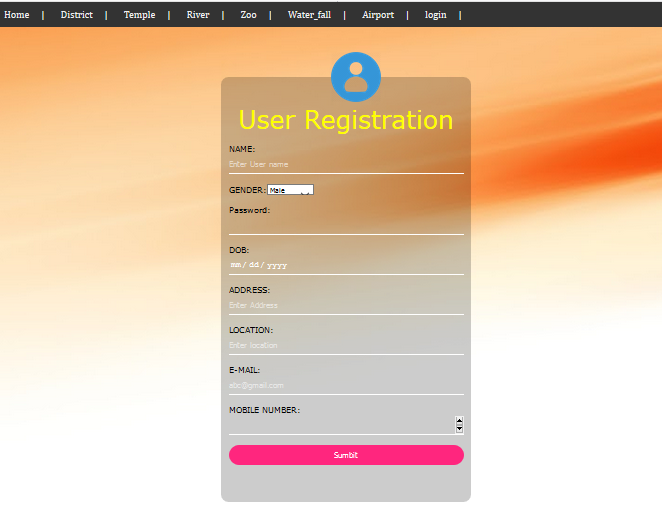 Home | District | Temple | River | Zoo | Water_fall | Airport | login |
User Registration
NAME:
Enter User name
GENDER: Male
Password:
DOB:
mm / dd / yyyy
ADDRESS:
Enter Address
LOCATION:
Enter location
E-MAIL:
abc@gmail.com
MOBILE NUMBER:
Sumbit